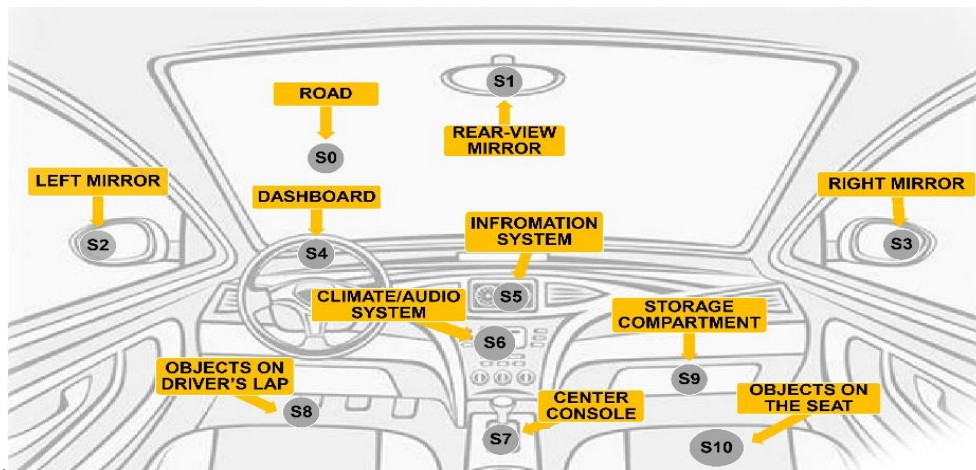 S1
ROAD
REAR-VIEW
MIRROR
S0
LEFT MIRROR
RIGHT MIRROR
DASHBOARD
S2
S4
INFROMATION
SYSTEM
S3
CLIMATE/AUDIO
SYSTEM
S5
STORAGE
COMPARTMENT
S6
OBJECTS ON
DRIVER'S LAP
S9
OBJECTS ON
THE SEAT
CENTER
CONSOLE
S8
S7
S10